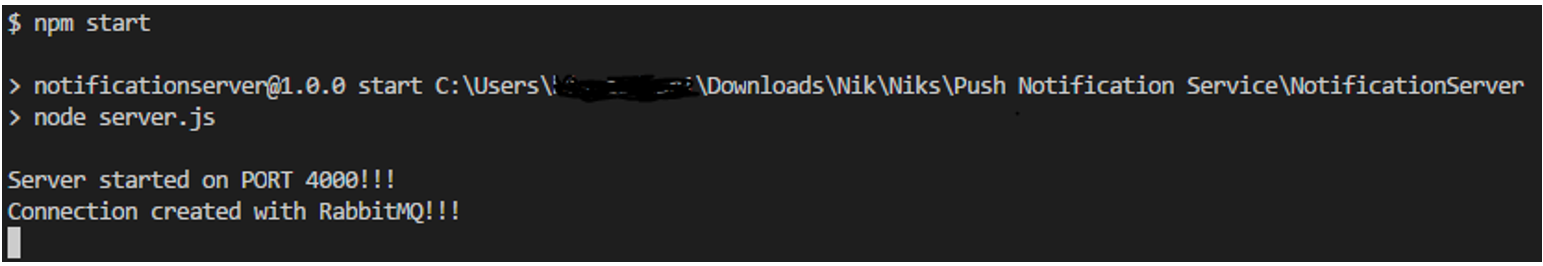 $ npm start
> notificationserver@1.0.0 start C:\Users\ \Downloads\Nik\Niks\Push Notification Service\NotificationServer
> node server.js
Server started on PORT 4000!!!
Connection created with RabbitMQ!!!